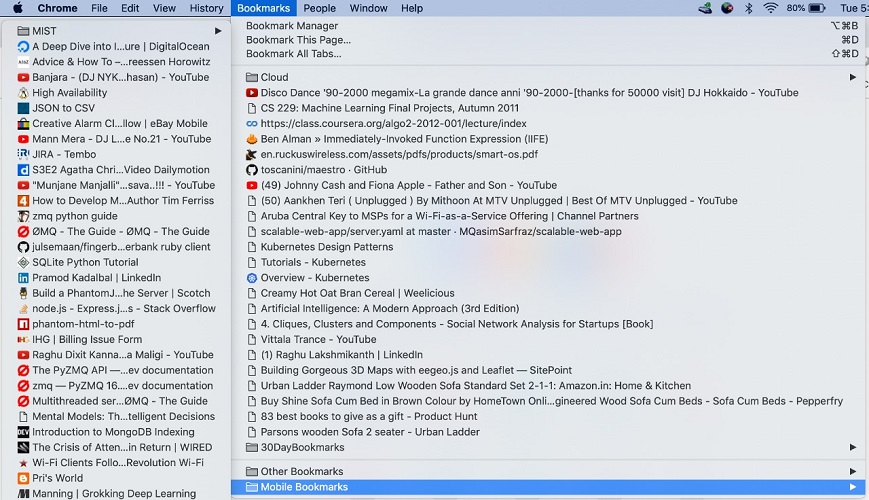 Chrome File Edit View History Bookmarks People Window Help 80% Tue 5:
MIST
A Deep Dive into I...ure | DigitalOcean
Advice & How To –...reessen Horowitz
Banjara - (DJ NYK...hasan) - YouTube
High Availability
JSON to CSV
Creative Alarm Cl...llow | eBay Mobile
Mann Mera - DJ L...e No.21 - YouTube
JIRA - Tembo
S3E2 Agatha Chri...Video Dailymotion
"Munjane Manjalli"...sava..!!! - YouTube
How to Develop M...Author Tim Ferriss
zmq python guide
ØMQ - The Guide - ØMQ - The Guide
julsemaan/fingerb...erbank ruby client
SQLite Python Tutorial
Pramod Kadalbal | LinkedIn
Build a PhantomJ...he Server | Scotch
node.js - Express.j...s - Stack Overflow
phantom-html-to-pdf
IHG | Billing Issue Form
Raghu Dixit Kanna...a Maligi - YouTube
The PyZMQ API —...ev documentation
zmq — PyZMQ 16....ev documentation
Multithreaded ser...ØMQ - The Guide
Mental Models: Th...telligent Decisions
Introduction to MongoDB Indexing
The Crisis of Atten...in Return | WIRED
Wi-Fi Clients Follo...Revolution Wi-Fi
Pri's World
Manning | Grokking Deep Learning
Bookmark Manager ⌥⌘B
Bookmark This Page... ⌘D
Bookmark All Tabs... ⇧⌘D
Cloud
Disco Dance '90-2000 megamix-La grande dance anni '90-2000-[thanks for 50000 visit] DJ Hokkaido - YouTube
CS 229: Machine Learning Final Projects, Autumn 2011
https://class.coursera.org/algo2-2012-001/lecture/index
Ben Alman » Immediately-Invoked Function Expression (IIFE)
en.ruckuswireless.com/assets/pdfs/products/smart-os.pdf
toscanini/maestro · GitHub
(49) Johnny Cash and Fiona Apple - Father and Son - YouTube
(50) Aankhen Teri ( Unplugged ) By Mithoon At MTV Unplugged | Best Of MTV Unplugged - YouTube
Aruba Central Key to MSPs for a Wi-Fi-as-a-Service Offering | Channel Partners
scalable-web-app/server.yaml at master · MQasimSarfraz/scalable-web-app
Kubernetes Design Patterns
Tutorials - Kubernetes
Overview - Kubernetes
Creamy Hot Oat Bran Cereal | Weelicious
Artificial Intelligence: A Modern Approach (3rd Edition)
4. Cliques, Clusters and Components - Social Network Analysis for Startups [Book]
Vittala Trance - YouTube
(1) Raghu Lakshmikanth | LinkedIn
Building Gorgeous 3D Maps with eegeo.js and Leaflet — SitePoint
Urban Ladder Raymond Low Wooden Sofa Standard Set 2-1-1: Amazon.in: Home & Kitchen
Buy Shine Sofa Cum Bed in Brown Colour by HomeTown Onli...gineered Wood Sofa Cum Beds - Sofa Cum Beds - Pepperfry
83 best books to give as a gift - Product Hunt
Parsons wooden Sofa 2 seater - Urban Ladder
30DayBookmarks
Other Bookmarks
Mobile Bookmarks